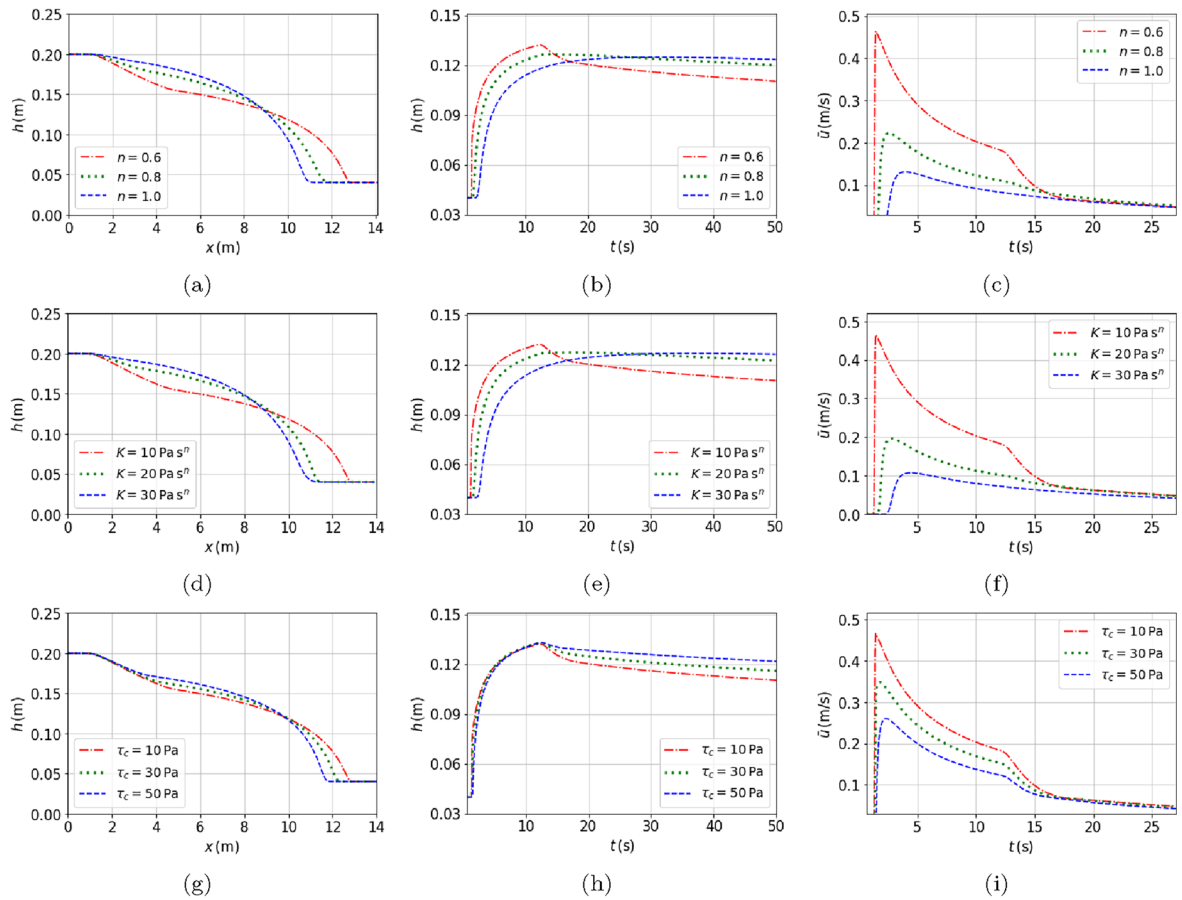 0.25
0.20
0.15
0.10
0.05
0.00
h (m)
n = 0.6
n = 0.8
n = 1.0
0 2 4 6 8 10 12 14
x (m)
(a)
0.15
0.12
0.09
0.06
0.03
h (m)
n = 0.6
n = 0.8
n = 1.0
10 20 30 40 50
t (s)
(b)
0.5
0.4
0.3
0.2
0.1
ū (m/s)
n = 0.6
n = 0.8
n = 1.0
5 10 15 20 25
t (s)
(c)
0.25
0.20
0.15
0.10
0.05
0.00
h (m)
K = 10 Pa sⁿ
K = 20 Pa sⁿ
K = 30 Pa sⁿ
0 2 4 6 8 10 12 14
x (m)
(d)
0.15
0.12
0.09
0.06
0.03
h (m)
K = 10 Pa sⁿ
K = 20 Pa sⁿ
K = 30 Pa sⁿ
10 20 30 40 50
t (s)
(e)
0.5
0.4
0.3
0.2
0.1
0.0
ū (m/s)
K = 10 Pa sⁿ
K = 20 Pa sⁿ
K = 30 Pa sⁿ
5 10 15 20 25
t (s)
(f)
0.25
0.20
0.15
0.10
0.05
0.00
h (m)
τc = 10 Pa
τc = 30 Pa
τc = 50 Pa
0 2 4 6 8 10 12 14
x (m)
(g)
0.15
0.12
0.09
0.06
0.03
h (m)
τc = 10 Pa
τc = 30 Pa
τc = 50 Pa
10 20 30 40 50
t (s)
(h)
0.5
0.4
0.3
0.2
0.1
ū (m/s)
τc = 10 Pa
τc = 30 Pa
τc = 50 Pa
5 10 15 20 25
t (s)
(i)